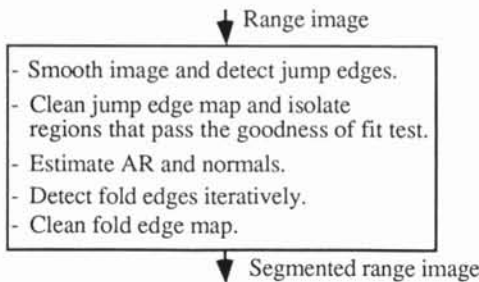 Range image
- Smooth image and detect jump edges.
- Clean jump edge map and isolate
regions that pass the goodness of fit test.
- Estimate AR and normals.
- Detect fold edges iteratively.
- Clean fold edge map.
Segmented range image